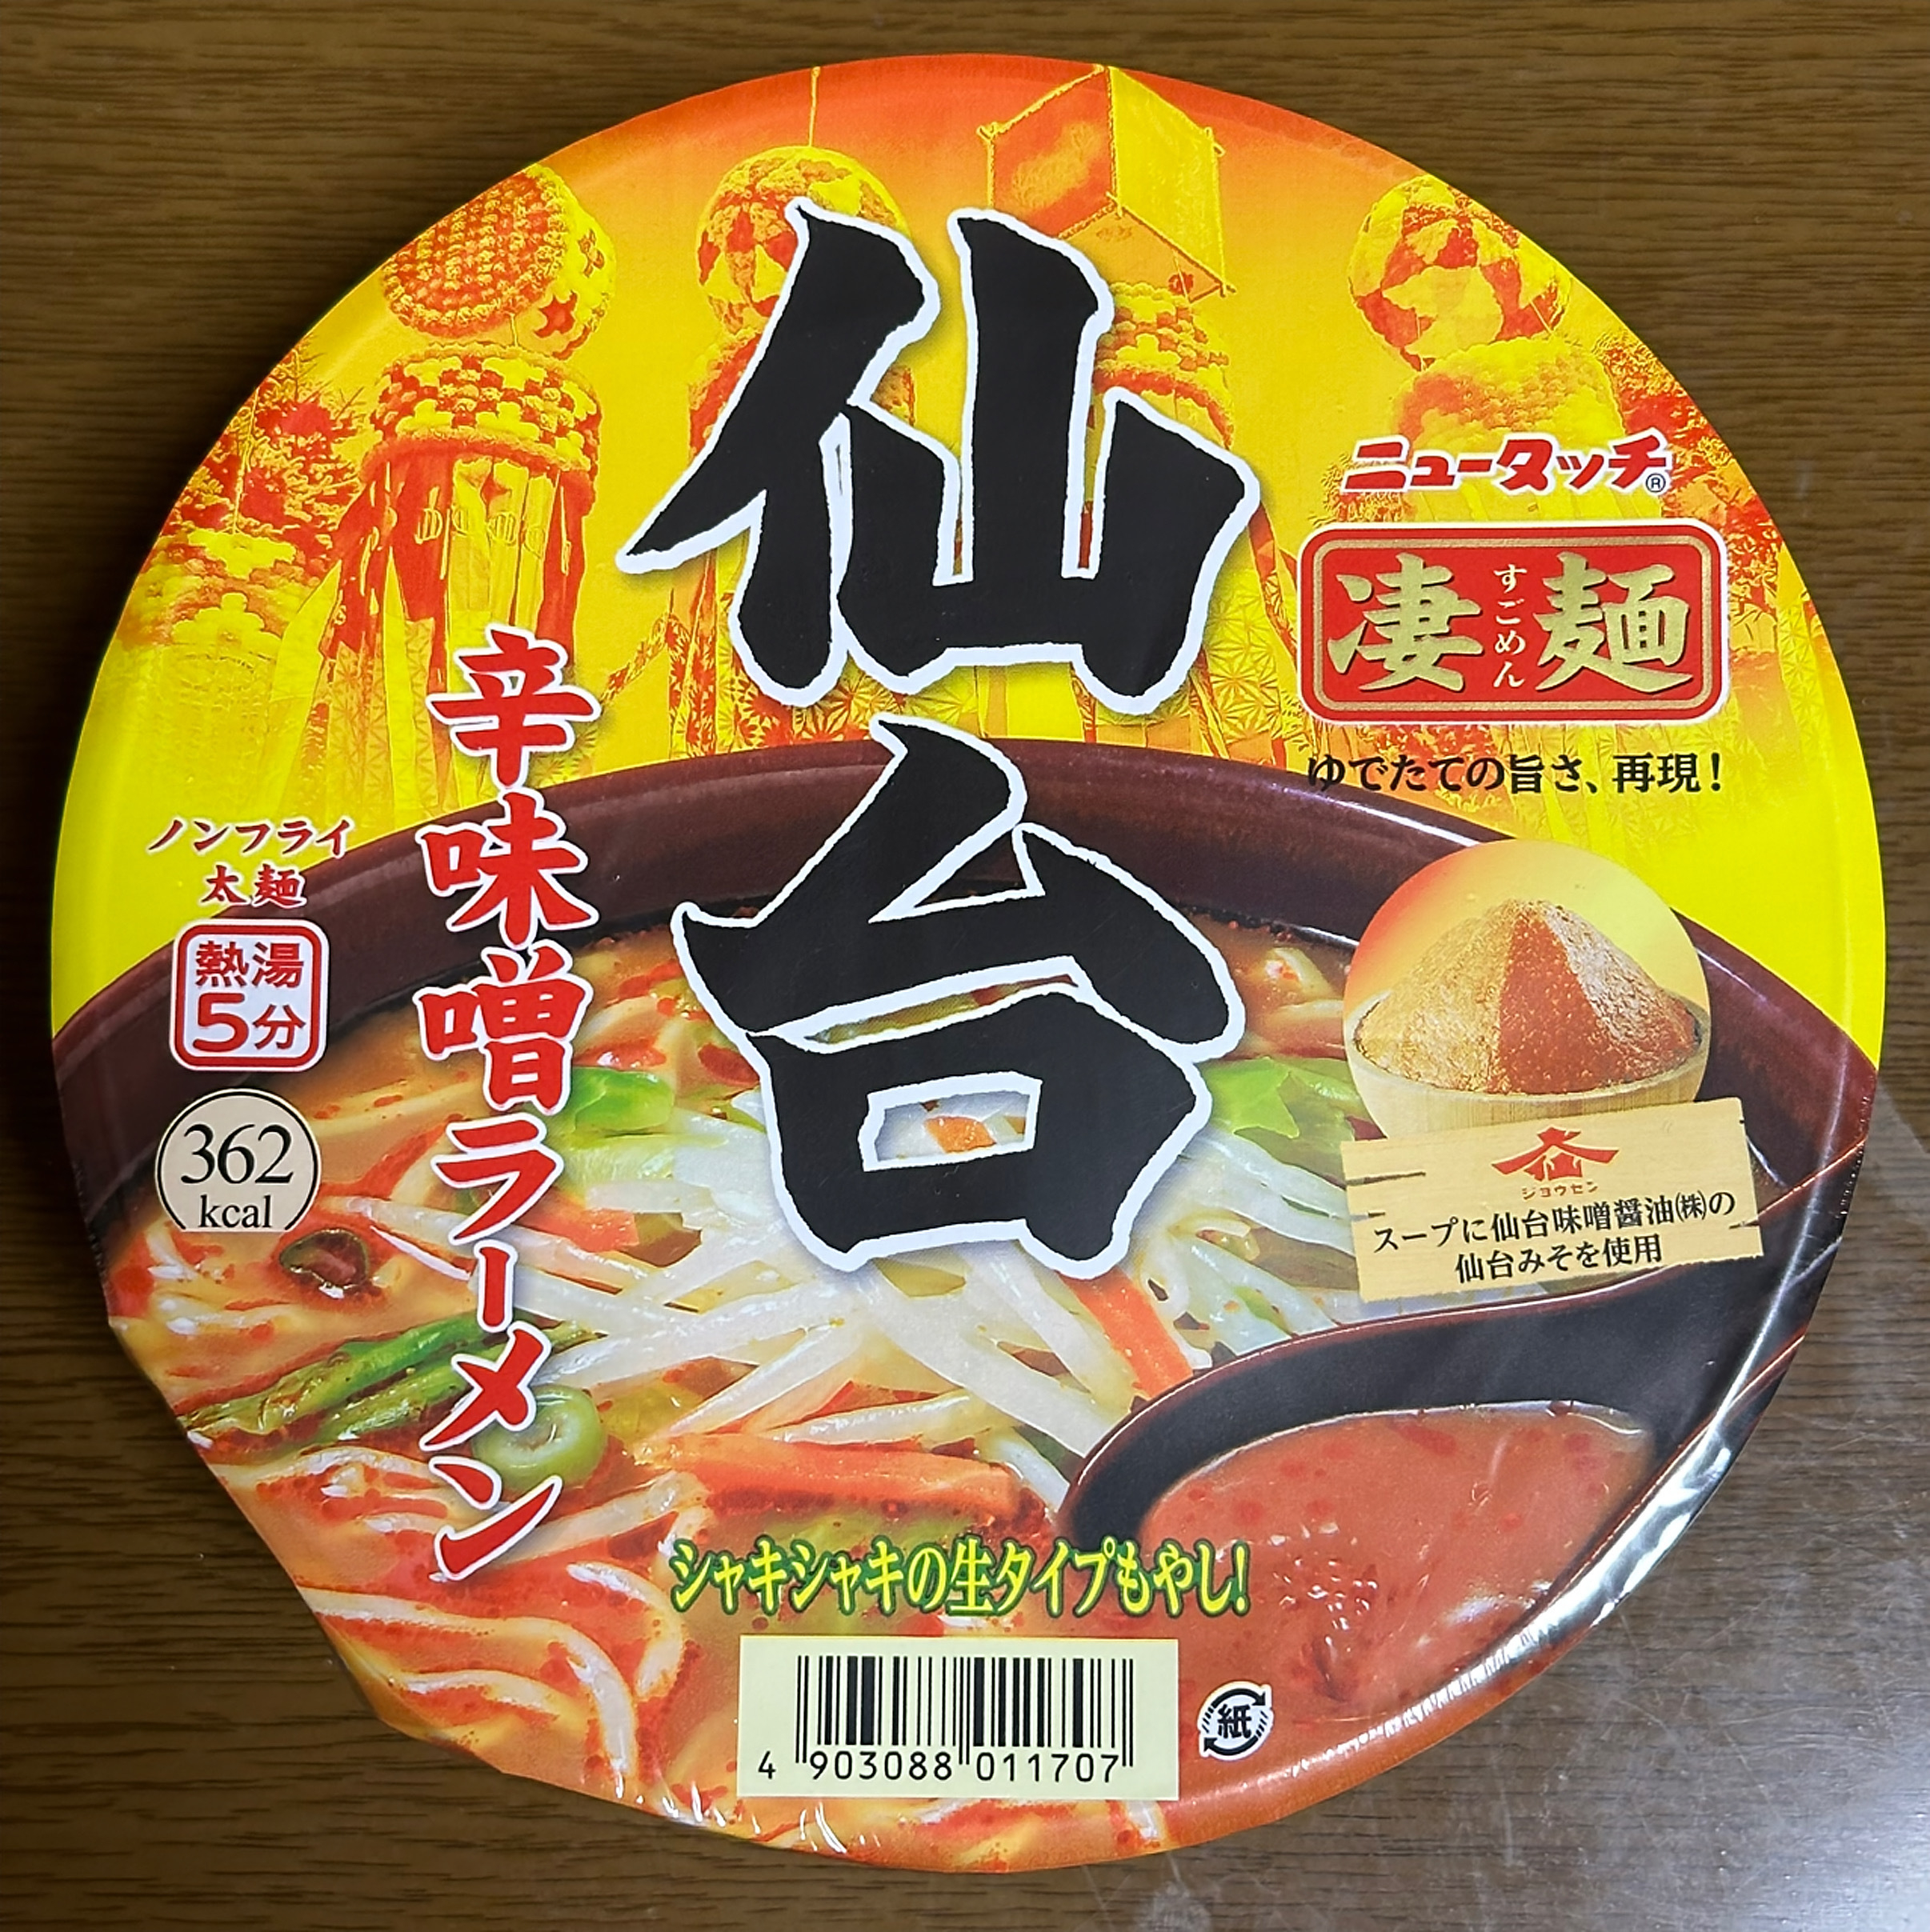 仙台
辛味噌ラーメン
ニュータッチ®
凄麺
すごめん
ゆでたての旨さ、再現!
ノンフライ
太麺
熱湯
5分
362
kcal
仙
ジョウセン
スープに仙台味噌醤油㈱の
仙台みそを使用
シャキシャキの生タイプもやし!
4 903088 011707
紙